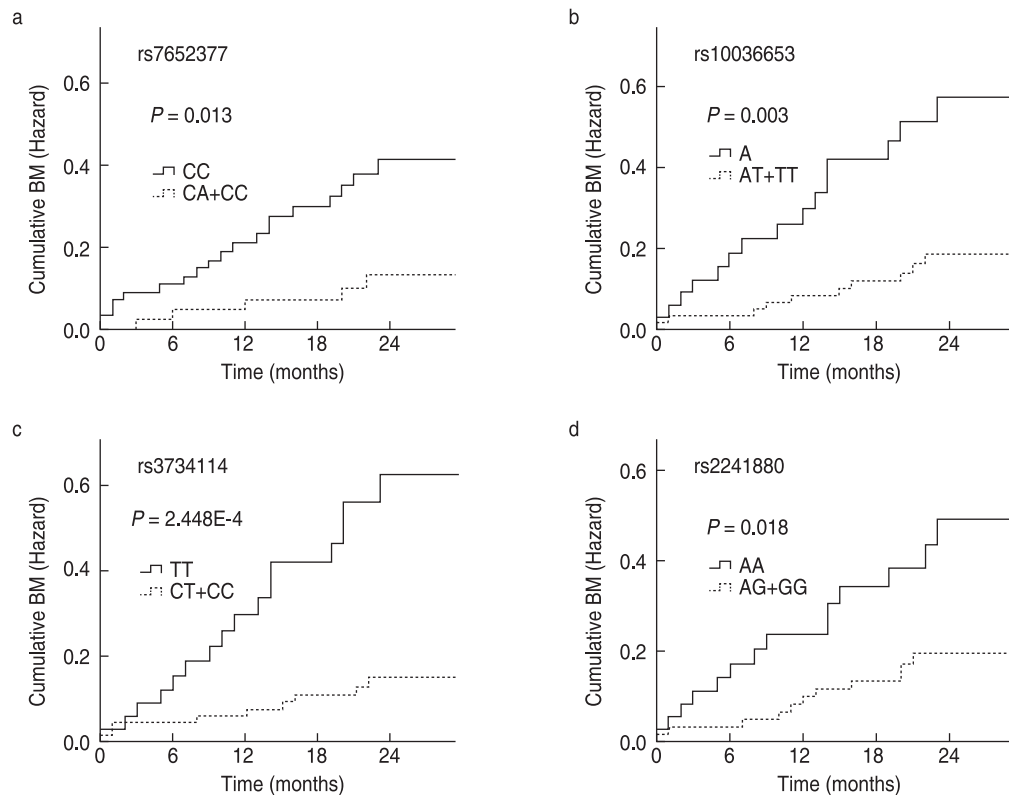 a
rs7652377
P = 0.013
CC
CA+CC
Cumulative BM (Hazard)
0.6
0.4
0.2
0.0
0 6 12 18 24
Time (months)
b
rs10036653
P = 0.003
A
AT+TT
Cumulative BM (Hazard)
0.6
0.4
0.2
0.0
0 6 12 18 24
Time (months)
c
rs3734114
P = 2.448E-4
TT
CT+CC
Cumulative BM (Hazard)
0.6
0.4
0.2
0.0
0 6 12 18 24
Time (months)
d
rs2241880
P = 0.018
AA
AG+GG
Cumulative BM (Hazard)
0.6
0.4
0.2
0.0
0 6 12 18 24
Time (months)